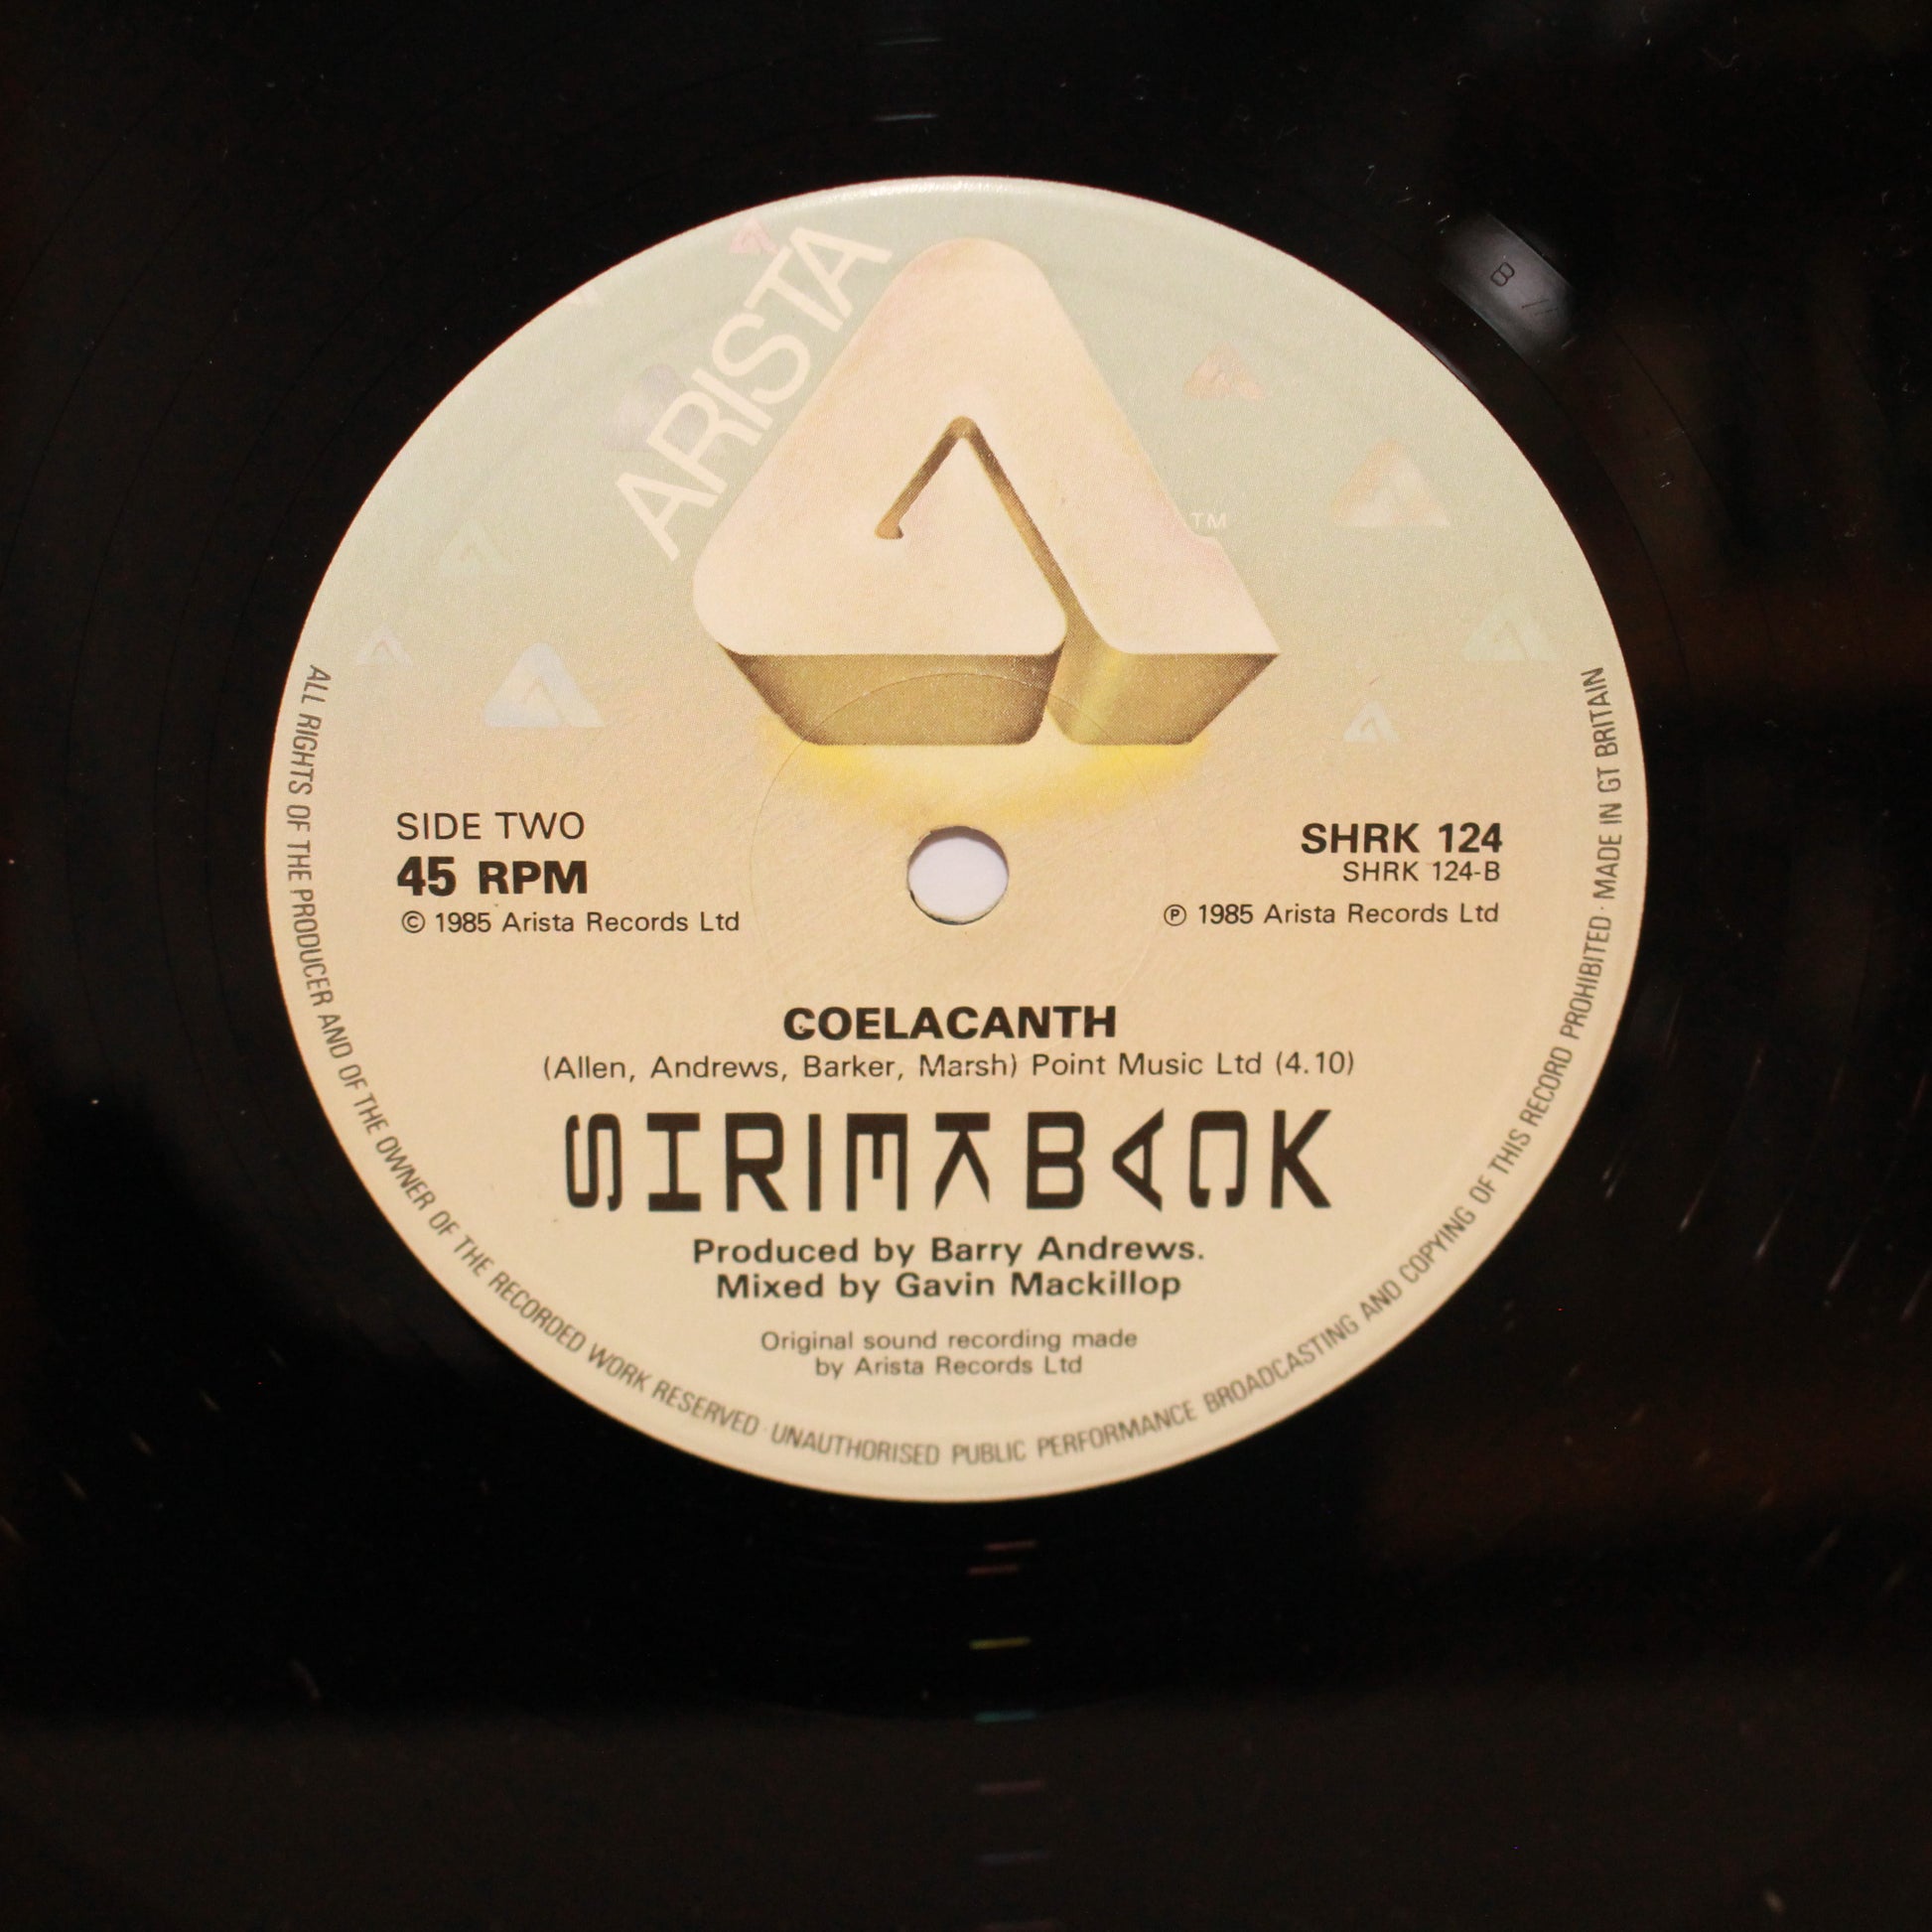 ARISTA
TM
B /
SIDE TWO
45 RPM
© 1985 Arista Records Ltd
SHRK 124
SHRK 124-B
℗ 1985 Arista Records Ltd
COELACANTH
(Allen, Andrews, Barker, Marsh) Point Music Ltd (4.10)
SHRIEKBACK
Produced by Barry Andrews.
Mixed by Gavin Mackillop
Original sound recording made
by Arista Records Ltd
ALL RIGHTS OF THE PRODUCER AND OF THE OWNER OF THE RECORDED WORK RESERVED · UNAUTHORISED PUBLIC PERFORMANCE BROADCASTING AND COPYING OF THIS RECORD PROHIBITED · MADE IN GT BRITAIN